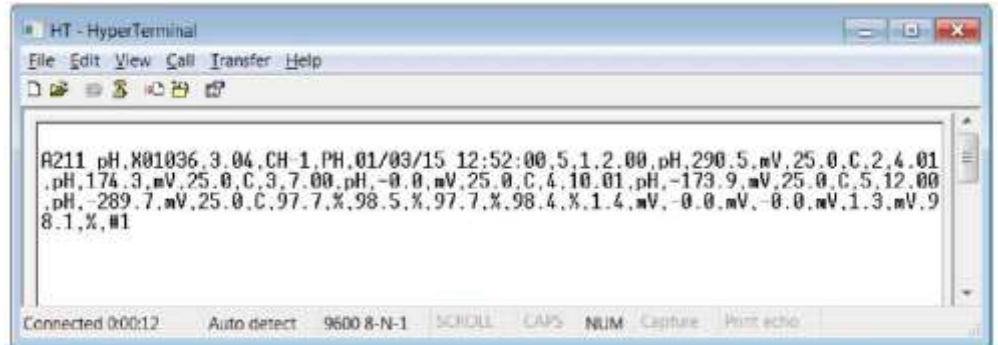 HT - HyperTerminal
File Edit View Call Transfer Help
A211 pH,X01036,3.04,CH-1,PH,01/03/15 12:52:00,5,1,2.00,pH,290.5,mV,25.0,C,2,4.01
,pH,174.3,mV,25.0,C,3,7.00,pH,-0.0,mV,25.0,C,4,10.01,pH,-173.9,mV,25.0,C,5,12.00
,pH,-289.7,mV,25.0,C,97.7,%,98.5,%,97.7,%,98.4,%,1.4,mV,-0.0,mV,-0.0,mV,1.3,mV,9
8.1,%,#1
Connected 0:00:12 Auto detect 9600 8-N-1 SCROLL CAPS NUM Capture Print echo